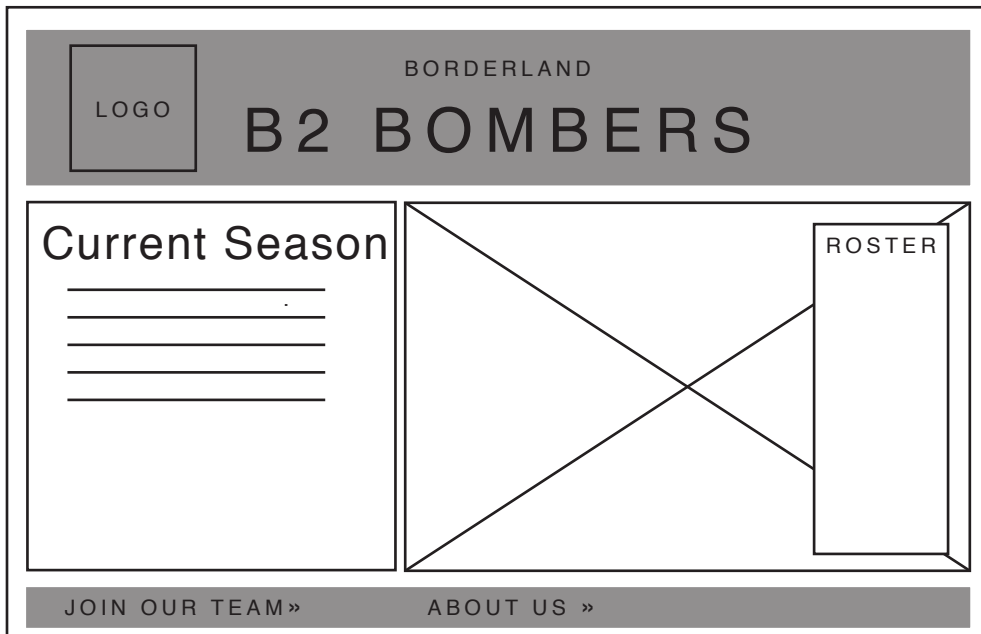 BORDERLAND
LOGO
B2 BOMBERS
Current Season
ROSTER
JOIN OUR TEAM»
ABOUT US »